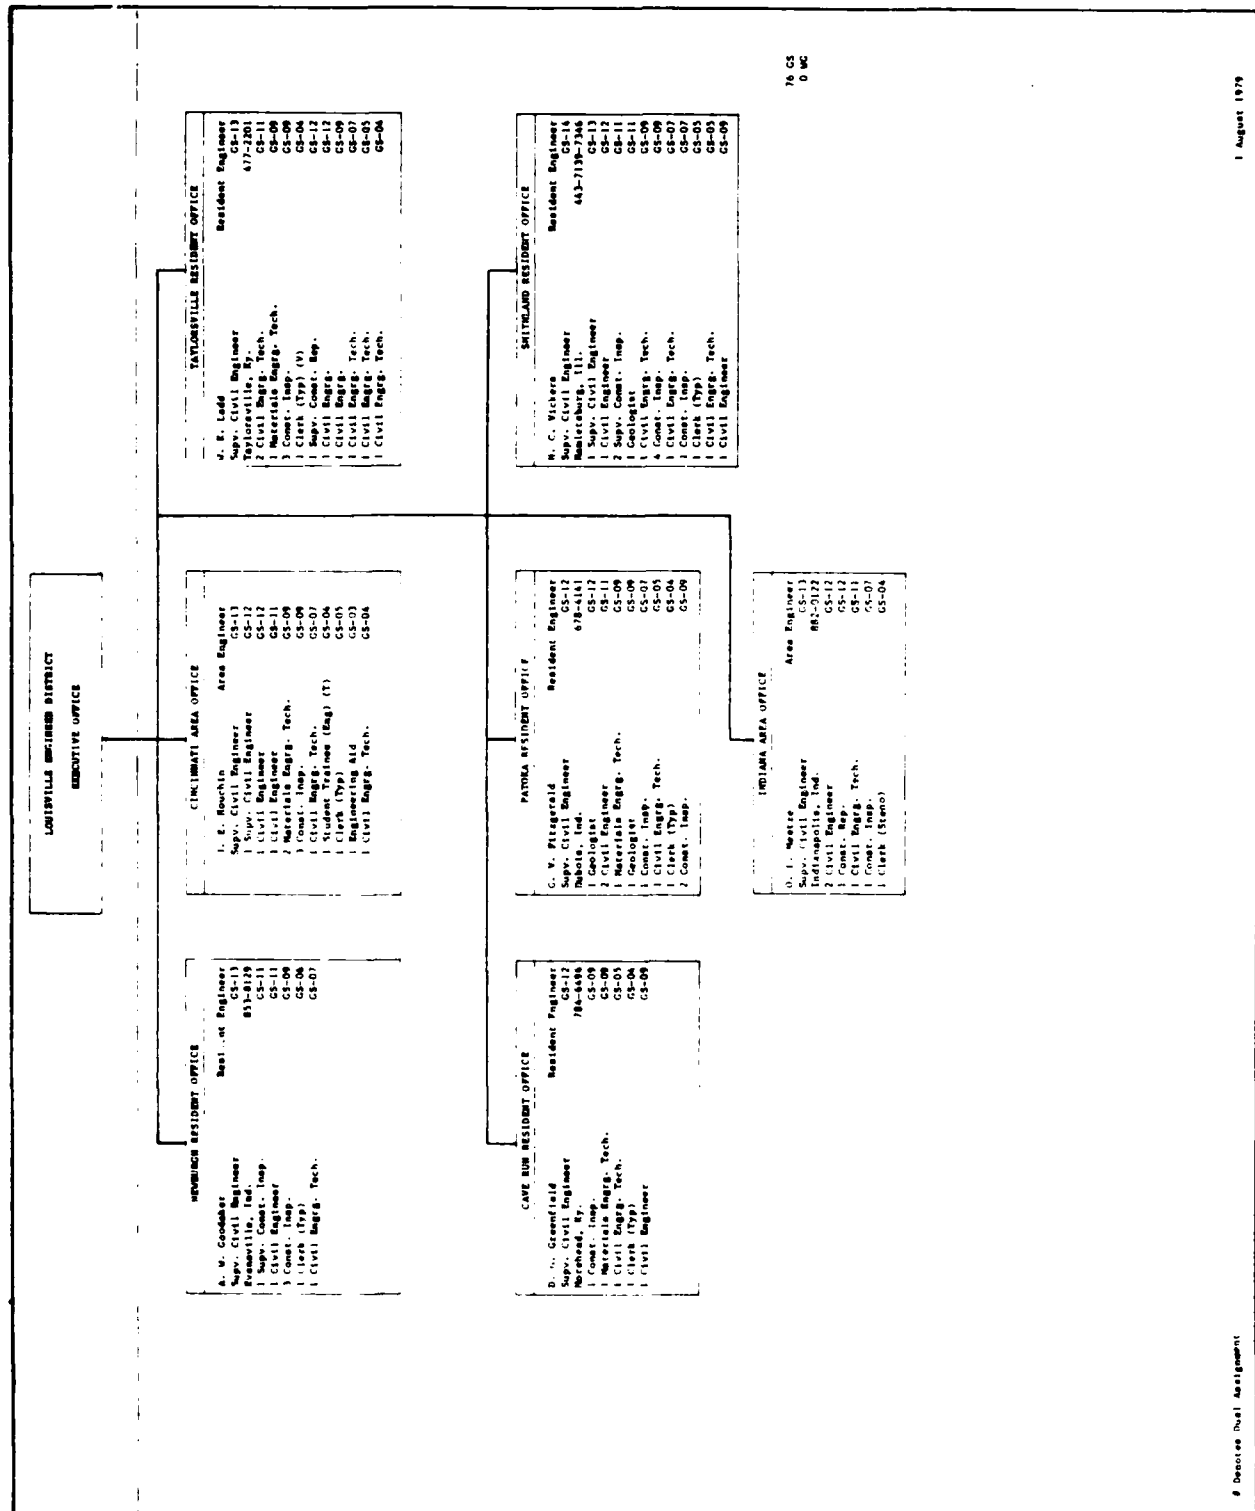 LOUISVILLE ENGINEER DISTRICT
EXECUTIVE OFFICE
NEWBURGH RESIDENT OFFICE
A. W. Goodaker Engineer
Supv. Civil Engineer GS-13
Evansville, Ind. 853-8129
1 Supv. Const. Insp. GS-11
1 Civil Engineer GS-11
3 Const. Insp. GS-09
1 Clerk (Typ) GS-04
1 Civil Engrg. Tech. GS-07
CINCINNATI AREA OFFICE
Houchin Area Engineer
Supv. Civil Engineer GS-13
1 Supv. Civil Engineer GS-12
1 Civil Engineer GS-12
1 Civil Engineer GS-11
2 Materials Engrg. Tech. GS-09
3 Const. Insp. GS-09
1 Civil Engrg. Tech. GS-07
1 Student Trainee (Eng) (T) GS-04
1 Clerk (Typ) GS-05
1 Engineering Aid GS-03
1 Civil Engrg. Tech. GS-04
TAYLORSVILLE RESIDENT OFFICE
J. E. Ladd Resident Engineer
Supv. Civil Engineer GS-13
Taylorsville, Ky. 477-2201
2 Civil Engrg. Tech. GS-11
1 Materials Engrg. Tech. GS-09
3 Const. Insp. GS-09
1 Clerk (Typ) (V) GS-04
1 Supv. Const. Rep. GS-12
1 Civil Engrg. GS-12
1 Civil Engrg. GS-09
1 Civil Engrg. Tech. GS-07
1 Civil Engrg. Tech. GS-05
1 Civil Engrg. Tech. GS-04
CAVE RUN RESIDENT OFFICE
D. Greenfield Resident Engineer
Supv. Civil Engineer GS-12
Morehead, Ky. 784-6496
1 Const. Insp. GS-09
1 Materials Engrg. Tech. GS-09
1 Civil Engrg. Tech. GS-05
1 Clerk (Typ) GS-04
1 Civil Engineer GS-09
PATOKA RESIDENT OFFICE
C. V. Fitzgerald Resident Engineer
Supv. Civil Engineer GS-12
Dubois, Ind. 678-4141
1 Geologist GS-12
2 Civil Engineer GS-11
1 Materials Engrg. Tech. GS-09
1 Geologist GS-09
1 Const. Insp. GS-07
1 Civil Engrg. Tech. GS-05
1 Clerk (Typ) GS-04
2 Const. Insp. GS-09
SMITHLAND RESIDENT OFFICE
Vickers Resident Engineer
Supv. Civil Engineer GS-14
Hamletsburg, Ill. 443-7139-7346
1 Supv. Civil Engineer GS-13
1 Civil Engineer GS-12
2 Supv. Const. Insp. GS-11
1 Geologist GS-11
1 Civil Engrg. Tech. GS-09
4 Const. Insp. GS-09
1 Civil Engrg. Tech. GS-07
1 Const. Insp. GS-07
1 Clerk (Typ) GS-05
1 Civil Engrg. Tech. GS-05
1 Civil Engineer GS-09
INDIANA AREA OFFICE
Meetze Area Engineer
Supv. Civil Engineer GS-13
Indianapolis, Ind. 882-0122
2 Civil Engineer GS-12
1 Const. Rep. GS-12
1 Civil Engrg. Tech. GS-11
1 Const. Insp. GS-07
1 Clerk (Steno) GS-04
76 GS
0 WG
# Denotes Dual Assignment
1 August 1979